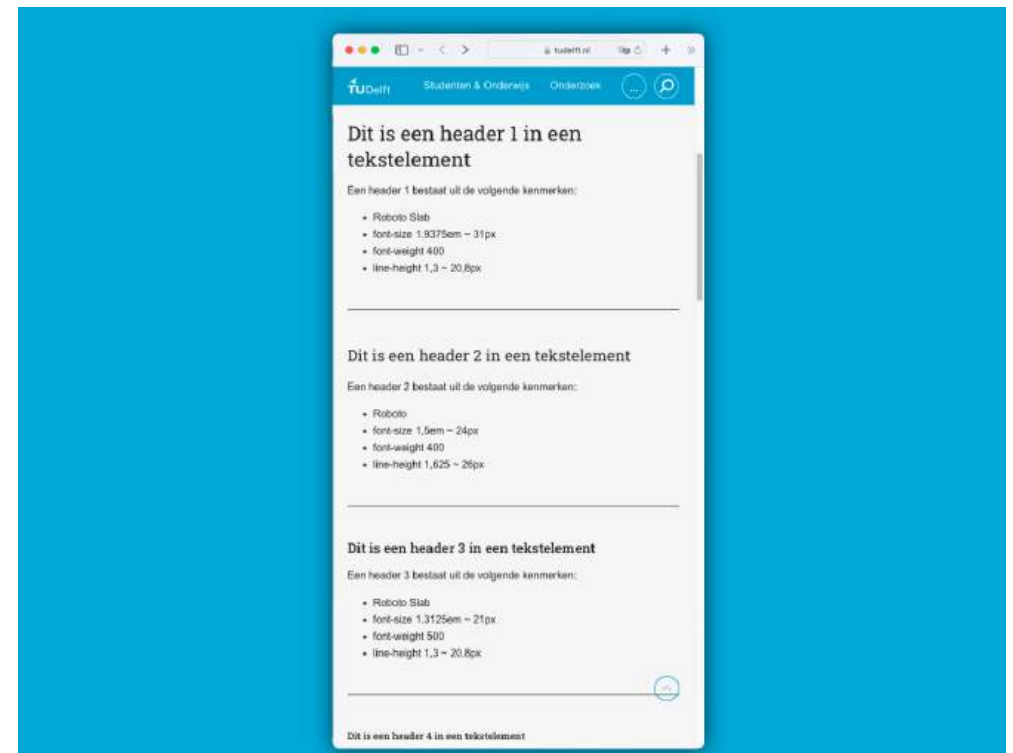 tudelft.nl
TUDelft Studenten & Onderwijs Onderzoek ...
Dit is een header 1 in een
tekstelement
Een header 1 bestaat uit de volgende kenmerken:
• Roboto Slab
• font-size 1.9375em ~ 31px
• font-weight 400
• line-height 1,3 ~ 20,8px
Dit is een header 2 in een tekstelement
Een header 2 bestaat uit de volgende kenmerken:
• Roboto
• font-size 1,5em ~ 24px
• font-weight 400
• line-height 1,625 ~ 26px
Dit is een header 3 in een tekstelement
Een header 3 bestaat uit de volgende kenmerken:
• Roboto Slab
• font-size 1.3125em ~ 21px
• font-weight 500
• line-height 1,3 ~ 20,8px
Dit is een header 4 in een tekstelement